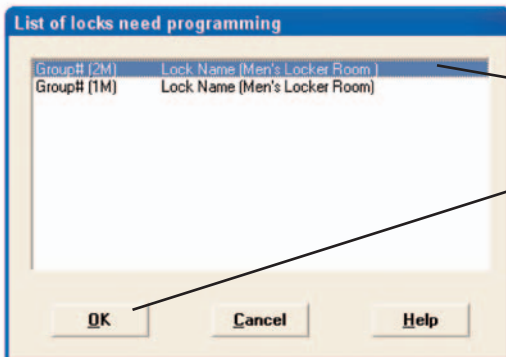 List of locks need programming
Group# (2M) Lock Name (Men's Locker Room )
Group# (1M) Lock Name (Men's Locker Room)
OK Cancel Help